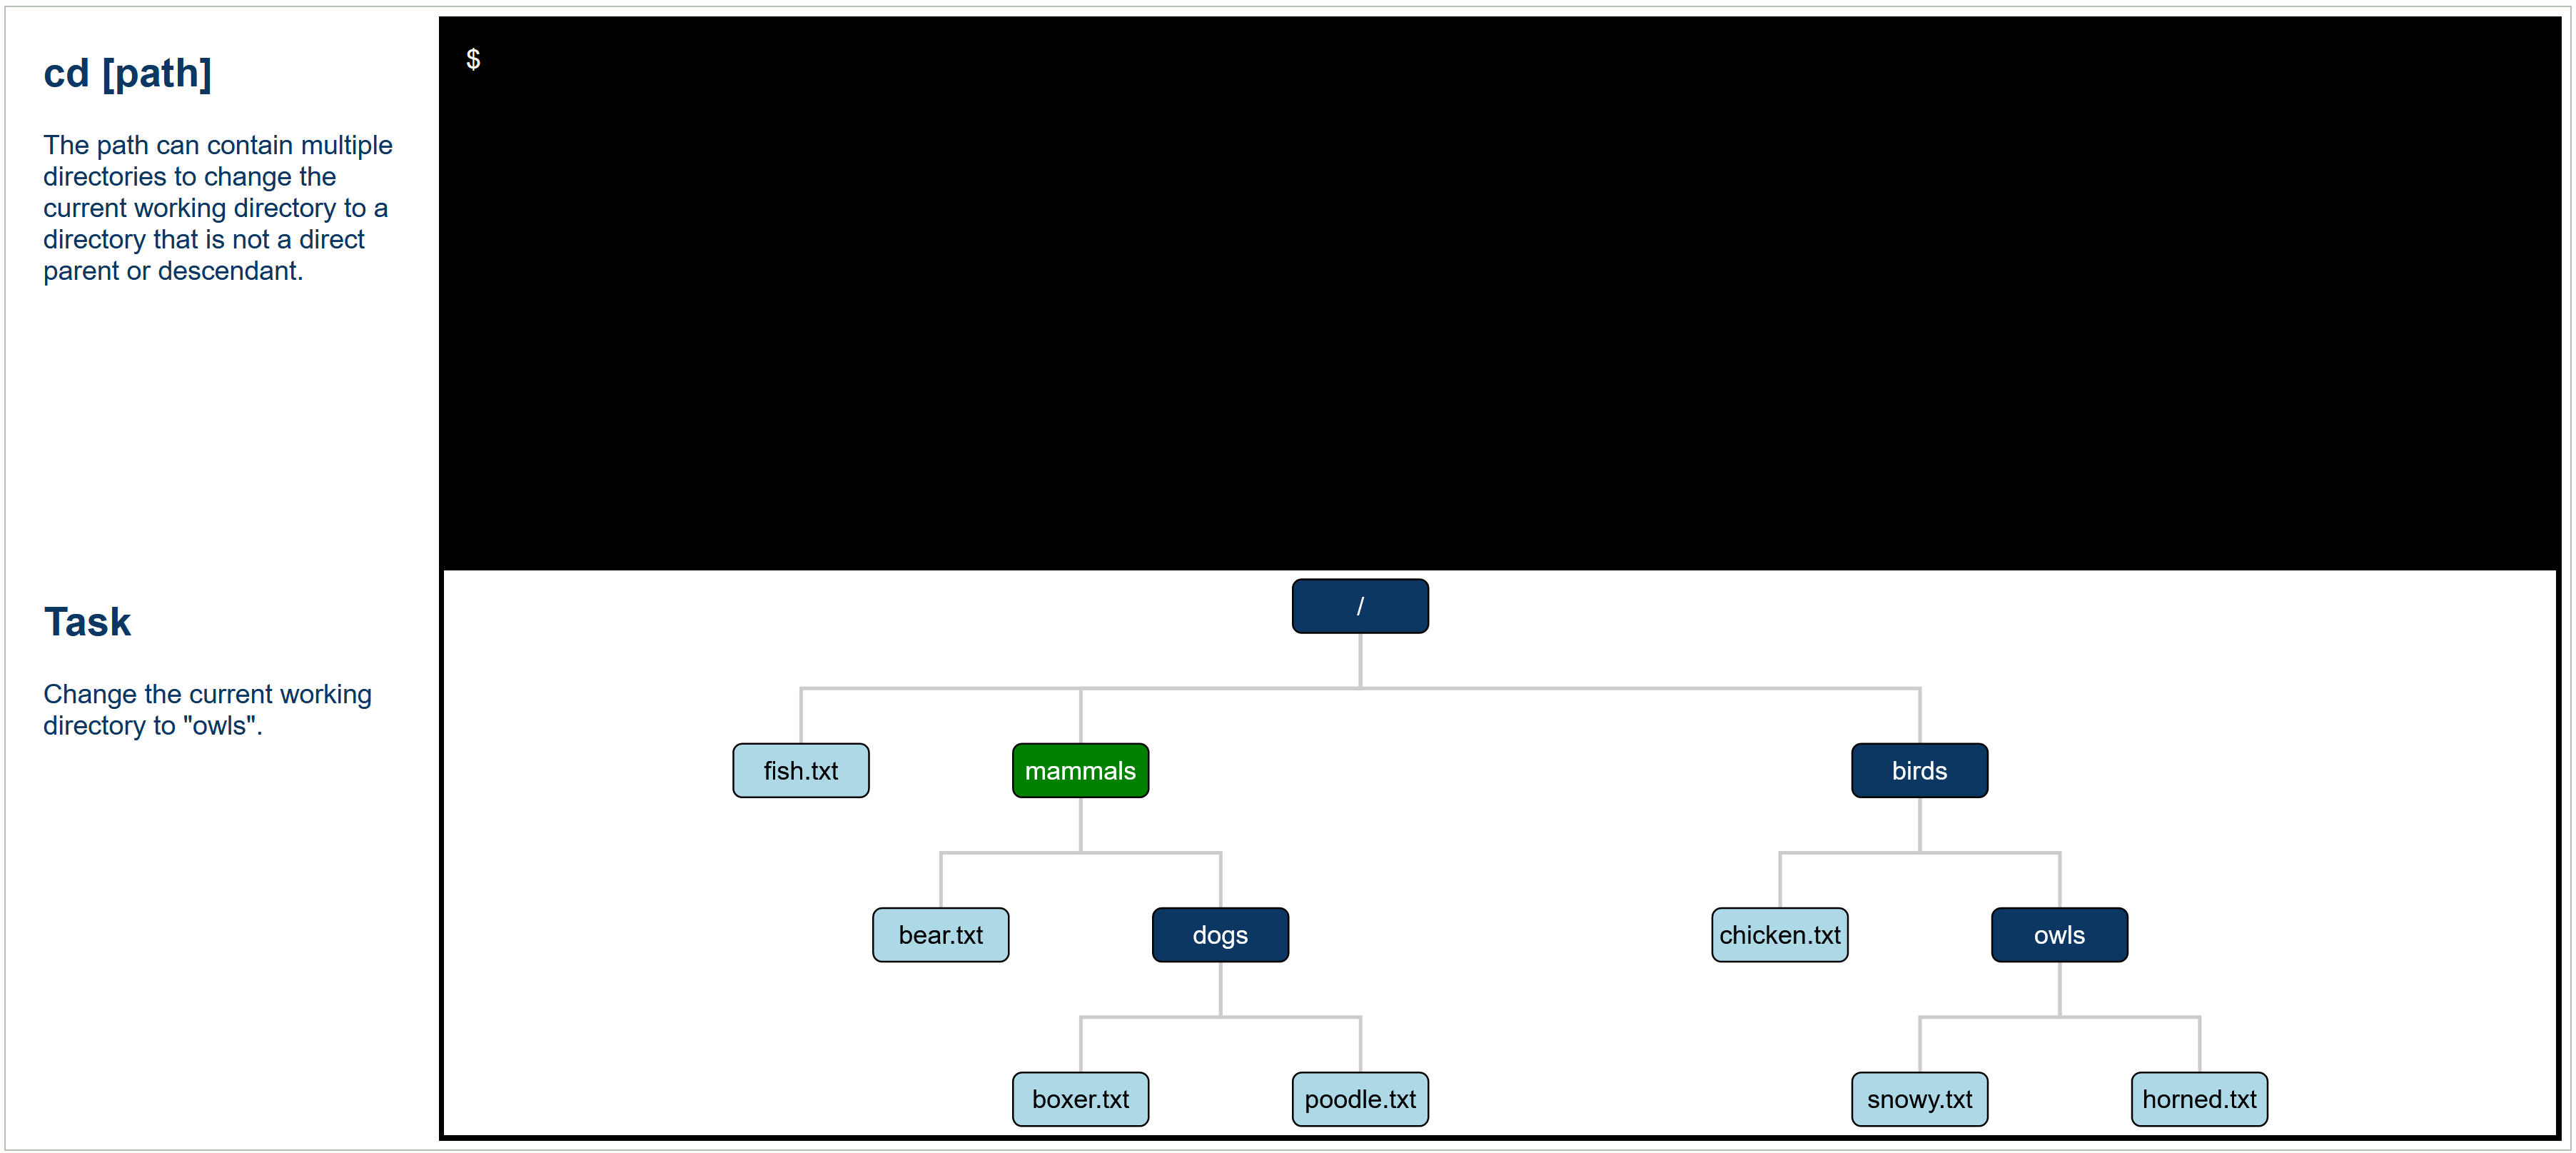 cd [path]
The path can contain multiple
directories to change the
current working directory to a
directory that is not a direct
parent or descendant.
$
Task
Change the current working
directory to "owls".
/
fish.txt mammals birds
bear.txt dogs chicken.txt owls
boxer.txt poodle.txt snowy.txt horned.txt